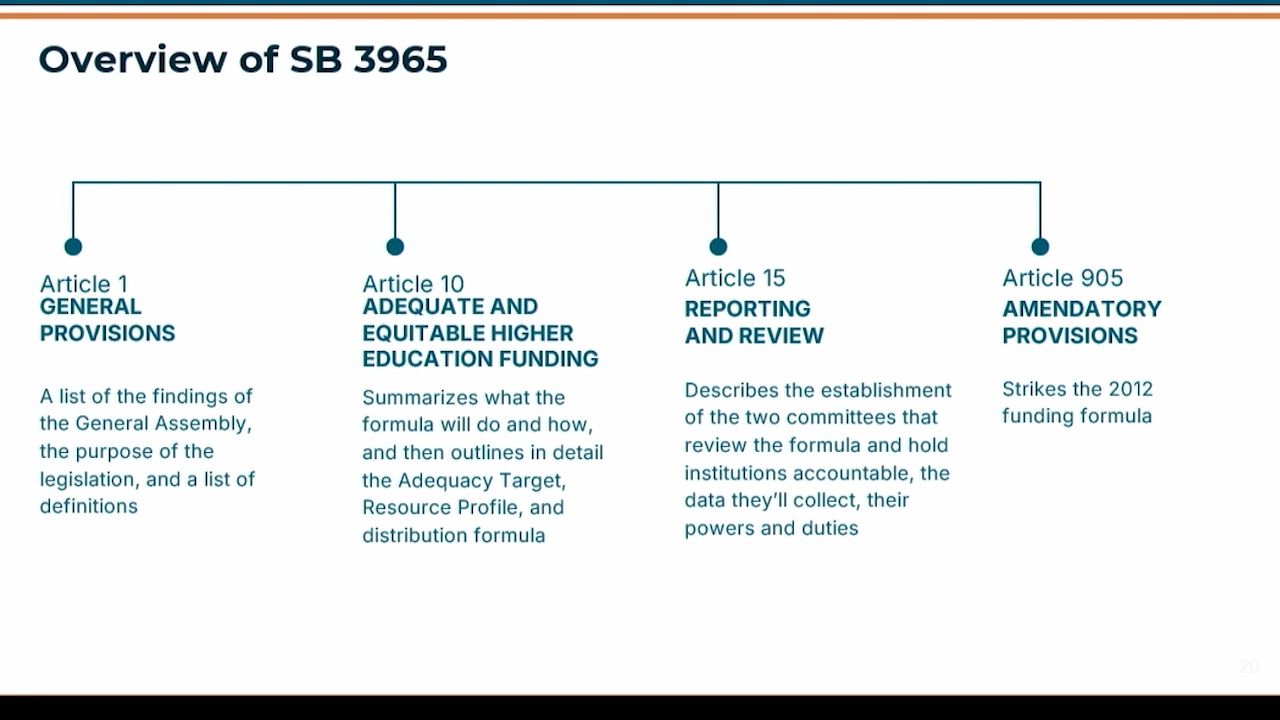 Overview of SB 3965
Article 1
GENERAL
PROVISIONS
A list of the findings of
the General Assembly,
the purpose of the
legislation, and a list of
definitions
Article 10
ADEQUATE AND
EQUITABLE HIGHER
EDUCATION FUNDING
Summarizes what the
formula will do and how,
and then outlines in detail
the Adequacy Target,
Resource Profile, and
distribution formula
Article 15
REPORTING
AND REVIEW
Describes the establishment
of the two committees that
review the formula and hold
institutions accountable, the
data they’ll collect, their
powers and duties
Article 905
AMENDATORY
PROVISIONS
Strikes the 2012
funding formula
20